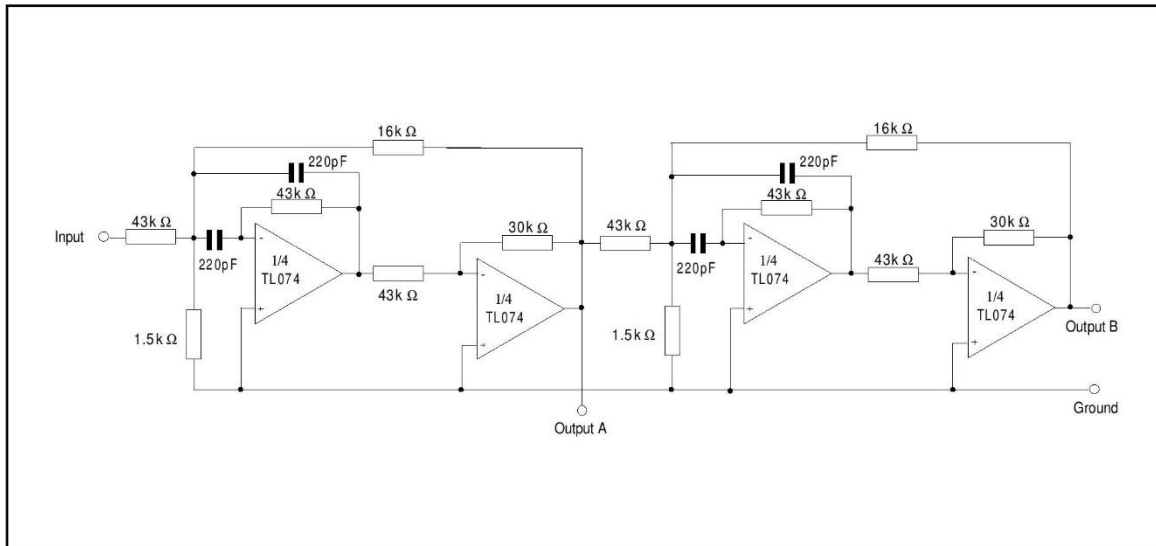 16k Ω
16k Ω
220pF
220pF
43k Ω
43k Ω
43k Ω
30k Ω
43k Ω
30k Ω
Input
-
-
1/4
TL074
1/4
TL074
220pF
220pF
-
-
43k Ω
43k Ω
1/4
TL074
1/4
TL074
+
+
Output B
1.5k Ω
1.5k Ω
+
+
Ground
Output A